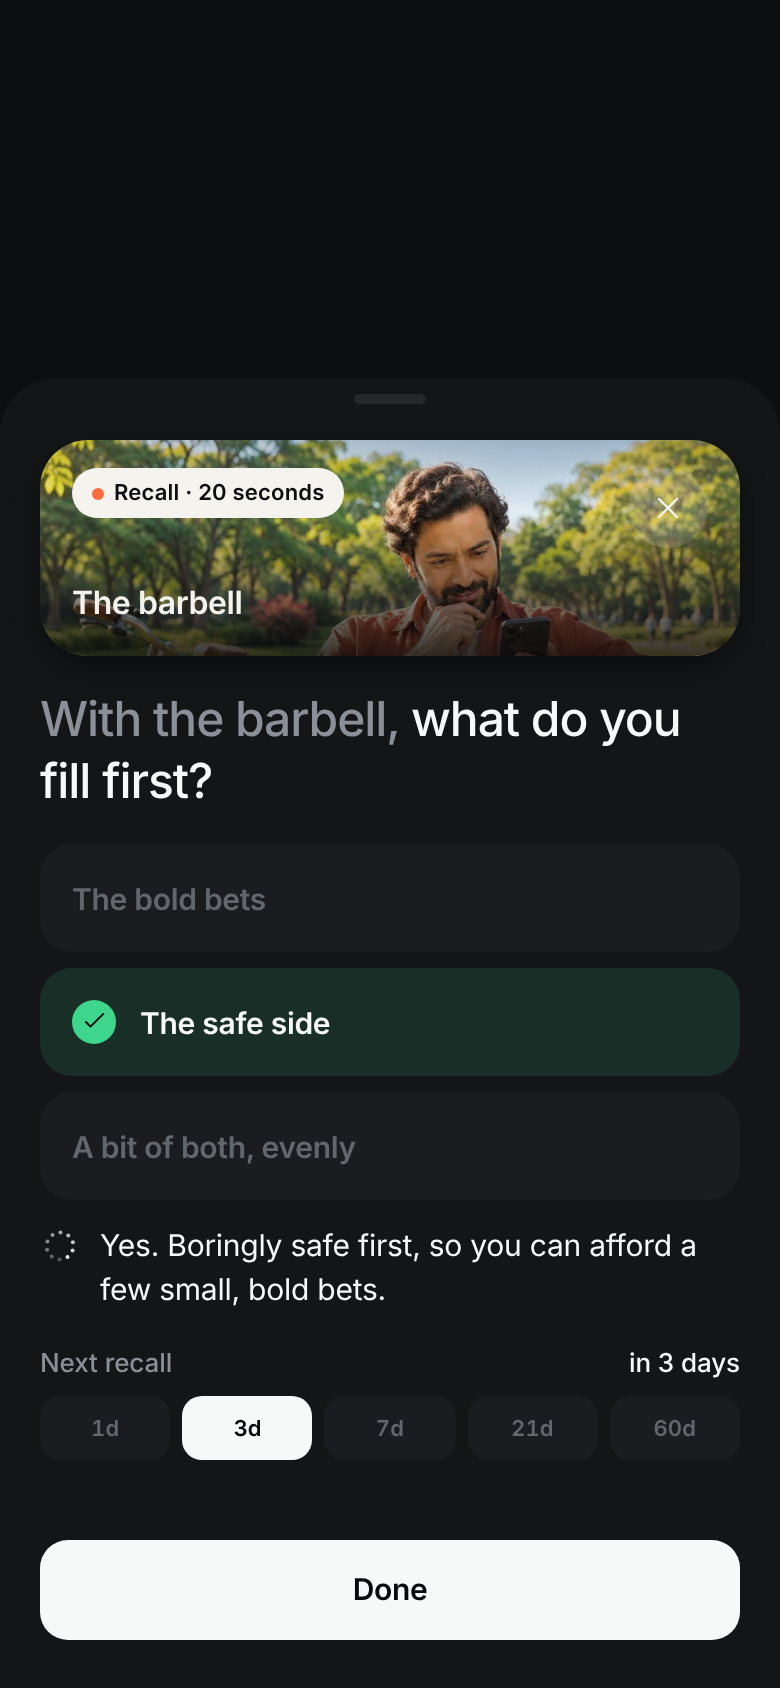 Recall · 20 seconds
The barbell
With the barbell, what do you
fill first?
The bold bets
The safe side
A bit of both, evenly
Yes. Boringly safe first, so you can afford a
few small, bold bets.
Next recall
in 3 days
1d
3d
7d
21d
60d
Done